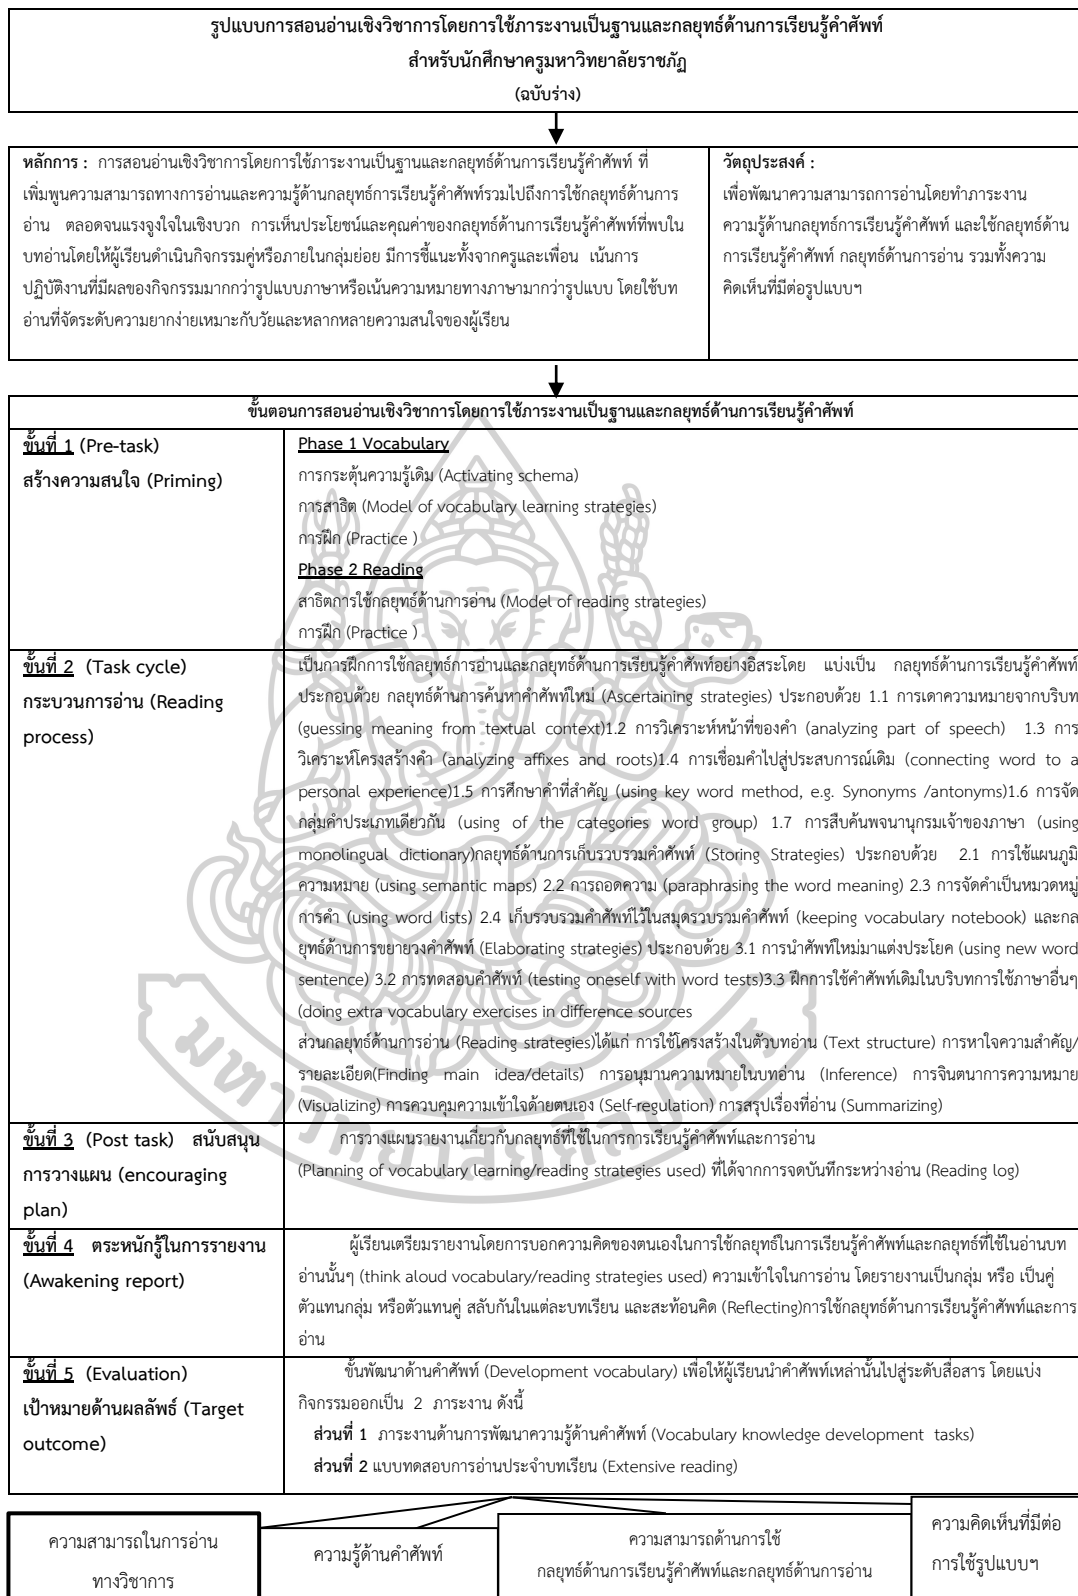 รูปแบบการสอนอ่านเชิงวิชาการโดยการใช้ภาระงานเป็นฐานและกลยุทธ์ด้านการเรียนรู้คำศัพท์
สำหรับนักศึกษาครูมหาวิทยาลัยราชภัฏ
(ฉบับร่าง)
หลักการ : การสอนอ่านเชิงวิชาการโดยการใช้ภาระงานเป็นฐานและกลยุทธ์ด้านการเรียนรู้คำศัพท์ ที่
เพิ่มพูนความสามารถทางการอ่านและความรู้ด้านกลยุทธ์การเรียนรู้คำศัพท์รวมไปถึงการใช้กลยุทธ์ด้านการ
อ่าน ตลอดจนแรงจูงใจในเชิงบวก การเห็นประโยชน์และคุณค่าของกลยุทธ์ด้านการเรียนรู้คำศัพท์ที่พบใน
บทอ่านโดยให้ผู้เรียนดำเนินกิจกรรมคู่หรือภายในกลุ่มย่อย มีการชี้แนะทั้งจากครูและเพื่อน เน้นการ
ปฏิบัติงานที่มีผลของกิจกรรมมากกว่ารูปแบบภาษาหรือเน้นความหมายทางภาษามากว่ารูปแบบ โดยใช้บท
อ่านที่จัดระดับความยากง่ายเหมาะกับวัยและหลากหลายความสนใจของผู้เรียน
วัตถุประสงค์ :
เพื่อพัฒนาความสามารถการอ่านโดยทำภาระงาน
ความรู้ด้านกลยุทธ์การเรียนรู้คำศัพท์ และใช้กลยุทธ์ด้าน
การเรียนรู้คำศัพท์ กลยุทธ์ด้านการอ่าน รวมทั้งความ
คิดเห็นที่มีต่อรูปแบบฯ
ขั้นตอนการสอนอ่านเชิงวิชาการโดยการใช้ภาระงานเป็นฐานและกลยุทธ์ด้านการเรียนรู้คำศัพท์
ขั้นที่ 1 (Pre-task)
สร้างความสนใจ (Priming)
Phase 1 Vocabulary
การกระตุ้นความรู้เดิม (Activating schema)
การสาธิต (Model of vocabulary learning strategies)
การฝึก (Practice )
Phase 2 Reading
สาธิตการใช้กลยุทธ์ด้านการอ่าน (Model of reading strategies)
การฝึก (Practice )
ขั้นที่ 2 (Task cycle)
กระบวนการอ่าน (Reading
process)
เป็นการฝึกการใช้กลยุทธ์การอ่านและกลยุทธ์ด้านการเรียนรู้คำศัพท์อย่างอิสระโดย แบ่งเป็น กลยุทธ์ด้านการเรียนรู้คำศัพท์
ประกอบด้วย กลยุทธ์ด้านการค้นหาคำศัพท์ใหม่ (Ascertaining strategies) ประกอบด้วย 1.1 การเดาความหมายจากบริบท
(guessing meaning from textual context)1.2 การวิเคราะห์หน้าที่ของคำ (analyzing part of speech) 1.3 การ
วิเคราะห์โครงสร้างคำ (analyzing affixes and roots)1.4 การเชื่อมคำไปสู่ประสบการณ์เดิม (connecting word to a
personal experience)1.5 การศึกษาคำที่สำคัญ (using key word method, e.g. Synonyms /antonyms)1.6 การจัด
กลุ่มคำประเภทเดียวกัน (using of the categories word group) 1.7 การสืบค้นพจนานุกรมเจ้าของภาษา (using
monolingual dictionary)กลยุทธ์ด้านการเก็บรวบรวมคำศัพท์ (Storing Strategies) ประกอบด้วย 2.1 การใช้แผนภูมิ
ความหมาย (using semantic maps) 2.2 การถอดความ (paraphrasing the word meaning) 2.3 การจัดคำเป็นหมวดหมู่
การคำ (using word lists) 2.4 เก็บรวบรวมคำศัพท์ไว้ในสมุดรวบรวมคำศัพท์ (keeping vocabulary notebook) และกล
ยุทธ์ด้านการขยายวงคำศัพท์ (Elaborating strategies) ประกอบด้วย 3.1 การนำศัพท์ใหม่มาแต่งประโยค (using new word
sentence) 3.2 การทดสอบคำศัพท์ (testing oneself with word tests)3.3 ฝึกการใช้คำศัพท์เดิมในบริบทการใช้ภาษาอื่นๆ
(doing extra vocabulary exercises in difference sources
ส่วนกลยุทธ์ด้านการอ่าน (Reading strategies)ได้แก่ การใช้โครงสร้างในตัวบทอ่าน (Text structure) การหาใจความสำคัญ/
รายละเอียด(Finding main idea/details) การอนุมานความหมายในบทอ่าน (Inference) การจินตนาการความหมาย
(Visualizing) การควบคุมความเข้าใจด้ายตนเอง (Self-regulation) การสรุปเรื่องที่อ่าน (Summarizing)
ขั้นที่ 3 (Post task) สนับสนุน
การวางแผน (encouraging
plan)
การวางแผนรายงานเกี่ยวกับกลยุทธ์ที่ใช้ในการการเรียนรู้คำศัพท์และการอ่าน
(Planning of vocabulary learning/reading strategies used) ที่ได้จากการจดบันทึกระหว่างอ่าน (Reading log)
ขั้นที่ 4 ตระหนักรู้ในการรายงาน
(Awakening report)
ผู้เรียนเตรียมรายงานโดยการบอกความคิดของตนเองในการใช้กลยุทธ์ในการเรียนรู้คำศัพท์และกลยุทธ์ที่ใช้ในอ่านบท
อ่านนั้นๆ (think aloud vocabulary/reading strategies used) ความเข้าใจในการอ่าน โดยรายงานเป็นกลุ่ม หรือ เป็นคู่
ตัวแทนกลุ่ม หรือตัวแทนคู่ สลับกันในแต่ละบทเรียน และสะท้อนคิด (Reflecting)การใช้กลยุทธ์ด้านการเรียนรู้คำศัพท์และการ
อ่าน
ขั้นที่ 5 (Evaluation)
เป้าหมายด้านผลลัพธ์ (Target
outcome)
ขั้นพัฒนาด้านคำศัพท์ (Development vocabulary) เพื่อให้ผู้เรียนนำคำศัพท์เหล่านั้นไปสู่ระดับสื่อสาร โดยแบ่ง
กิจกรรมออกเป็น 2 ภาระงาน ดังนี้
ส่วนที่ 1 ภาระงานด้านการพัฒนาความรู้ด้านคำศัพท์ (Vocabulary knowledge development tasks)
ส่วนที่ 2 แบบทดสอบการอ่านประจำบทเรียน (Extensive reading)
ความสามารถในการอ่าน
ทางวิชาการ
ความรู้ด้านคำศัพท์
ความสามารถด้านการใช้
กลยุทธ์ด้านการเรียนรู้คำศัพท์และกลยุทธ์ด้านการอ่าน
ความคิดเห็นที่มีต่อ
การใช้รูปแบบฯ
มหาวิทยาลัยศิลปากร